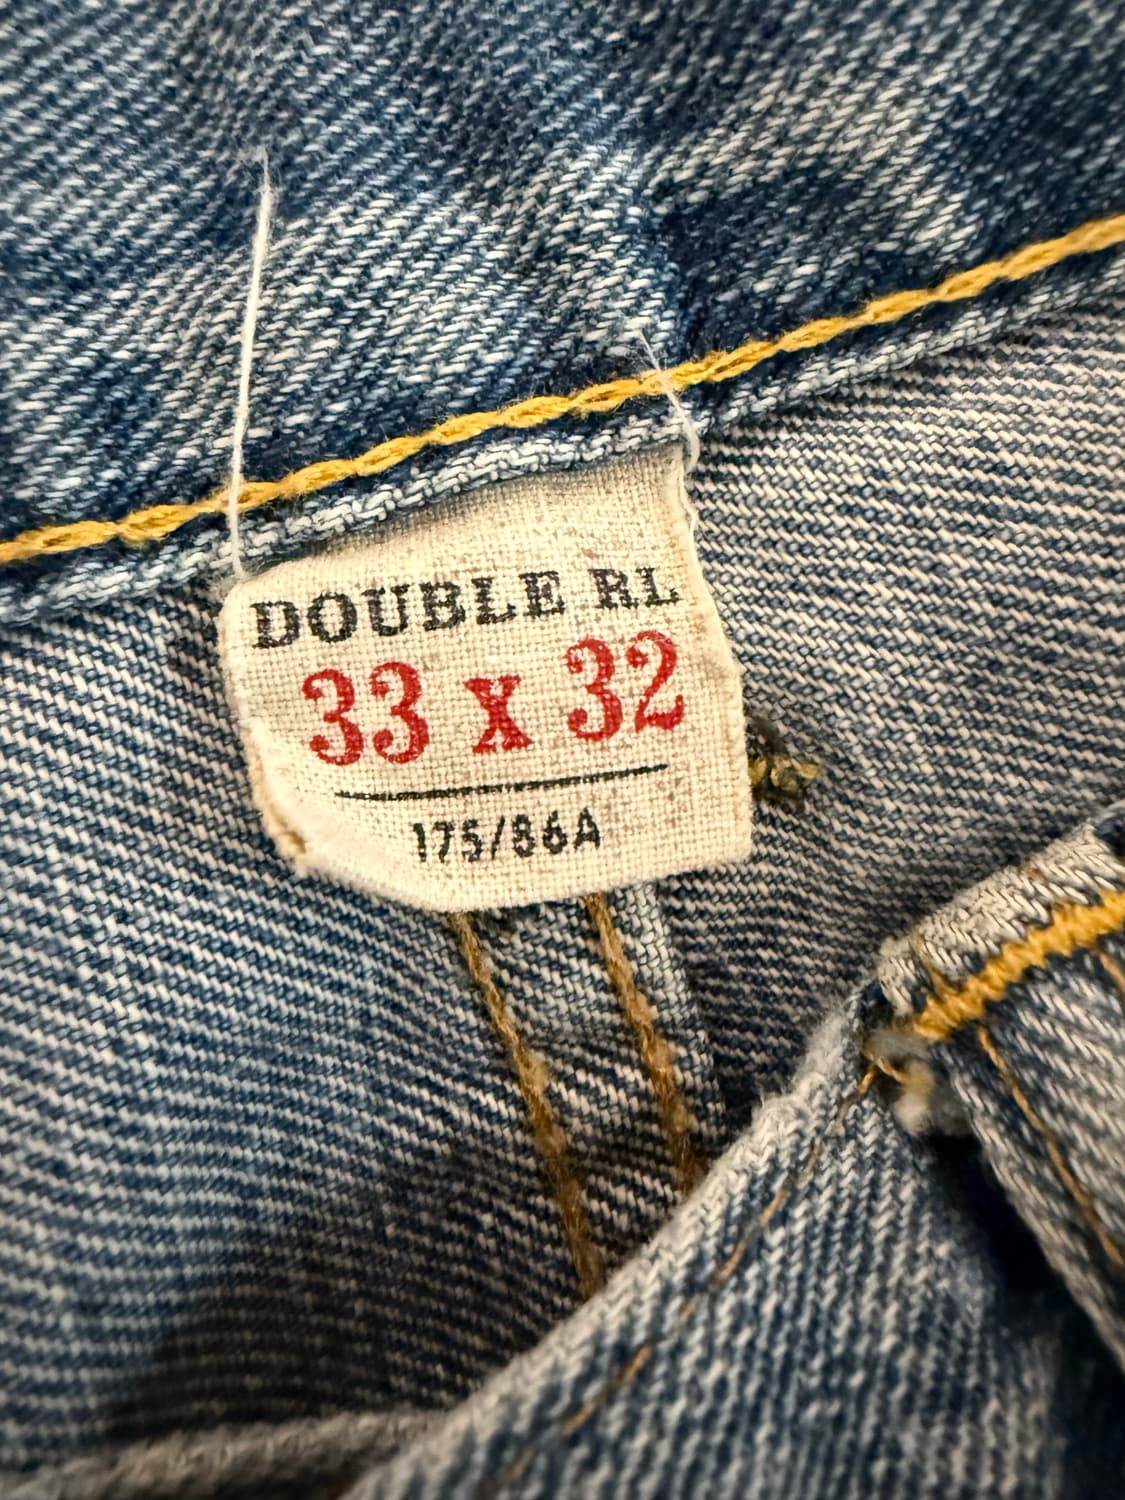 DOUBLE RL
33 x 32
175/86A